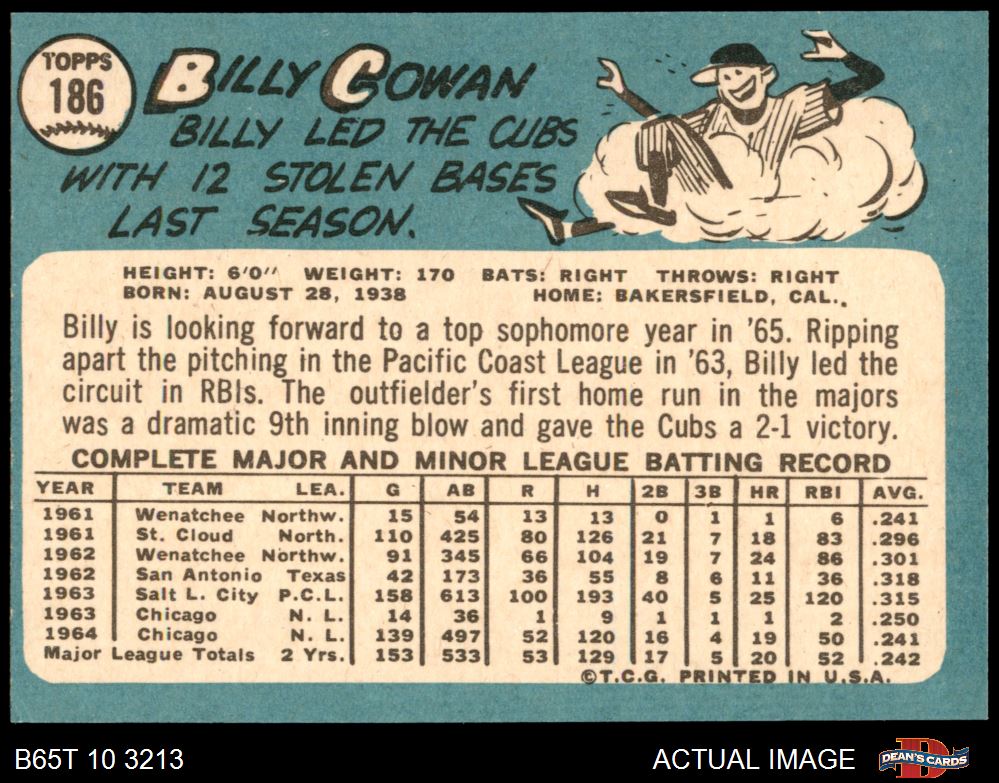 TOPPS
186
BILLY COWAN
BILLY LED THE CUBS
WITH 12 STOLEN BASES
LAST SEASON.
HEIGHT: 6'0" WEIGHT: 170 BATS: RIGHT THROWS: RIGHT
BORN: AUGUST 28, 1938 HOME: BAKERSFIELD, CAL.
Billy is looking forward to a top sophomore year in '65. Ripping
apart the pitching in the Pacific Coast League in '63, Billy led the
circuit in RBIs. The outfielder's first home run in the majors
was a dramatic 9th inning blow and gave the Cubs a 2-1 victory.
COMPLETE MAJOR AND MINOR LEAGUE BATTING RECORD
YEAR TEAM LEA. G AB R H 2B 3B HR RBI AVG.
1961 Wenatchee Northw. 15 54 13 13 0 1 1 6 .241
1961 St. Cloud North. 110 425 80 126 21 7 18 83 .296
1962 Wenatchee Northw. 91 345 66 104 19 7 24 86 .301
1962 San Antonio Texas 42 173 36 55 8 6 11 36 .318
1963 Salt L. City P.C.L. 158 613 100 193 40 5 25 120 .315
1963 Chicago N. L. 14 36 1 9 1 1 1 2 .250
1964 Chicago N. L. 139 497 52 120 16 4 19 50 .241
Major League Totals 2 Yrs. 153 533 53 129 17 5 20 52 .242
©T.C.G. PRINTED IN U.S.A.
B65T 10 3213 ACTUAL IMAGE DEAN'S CARDS